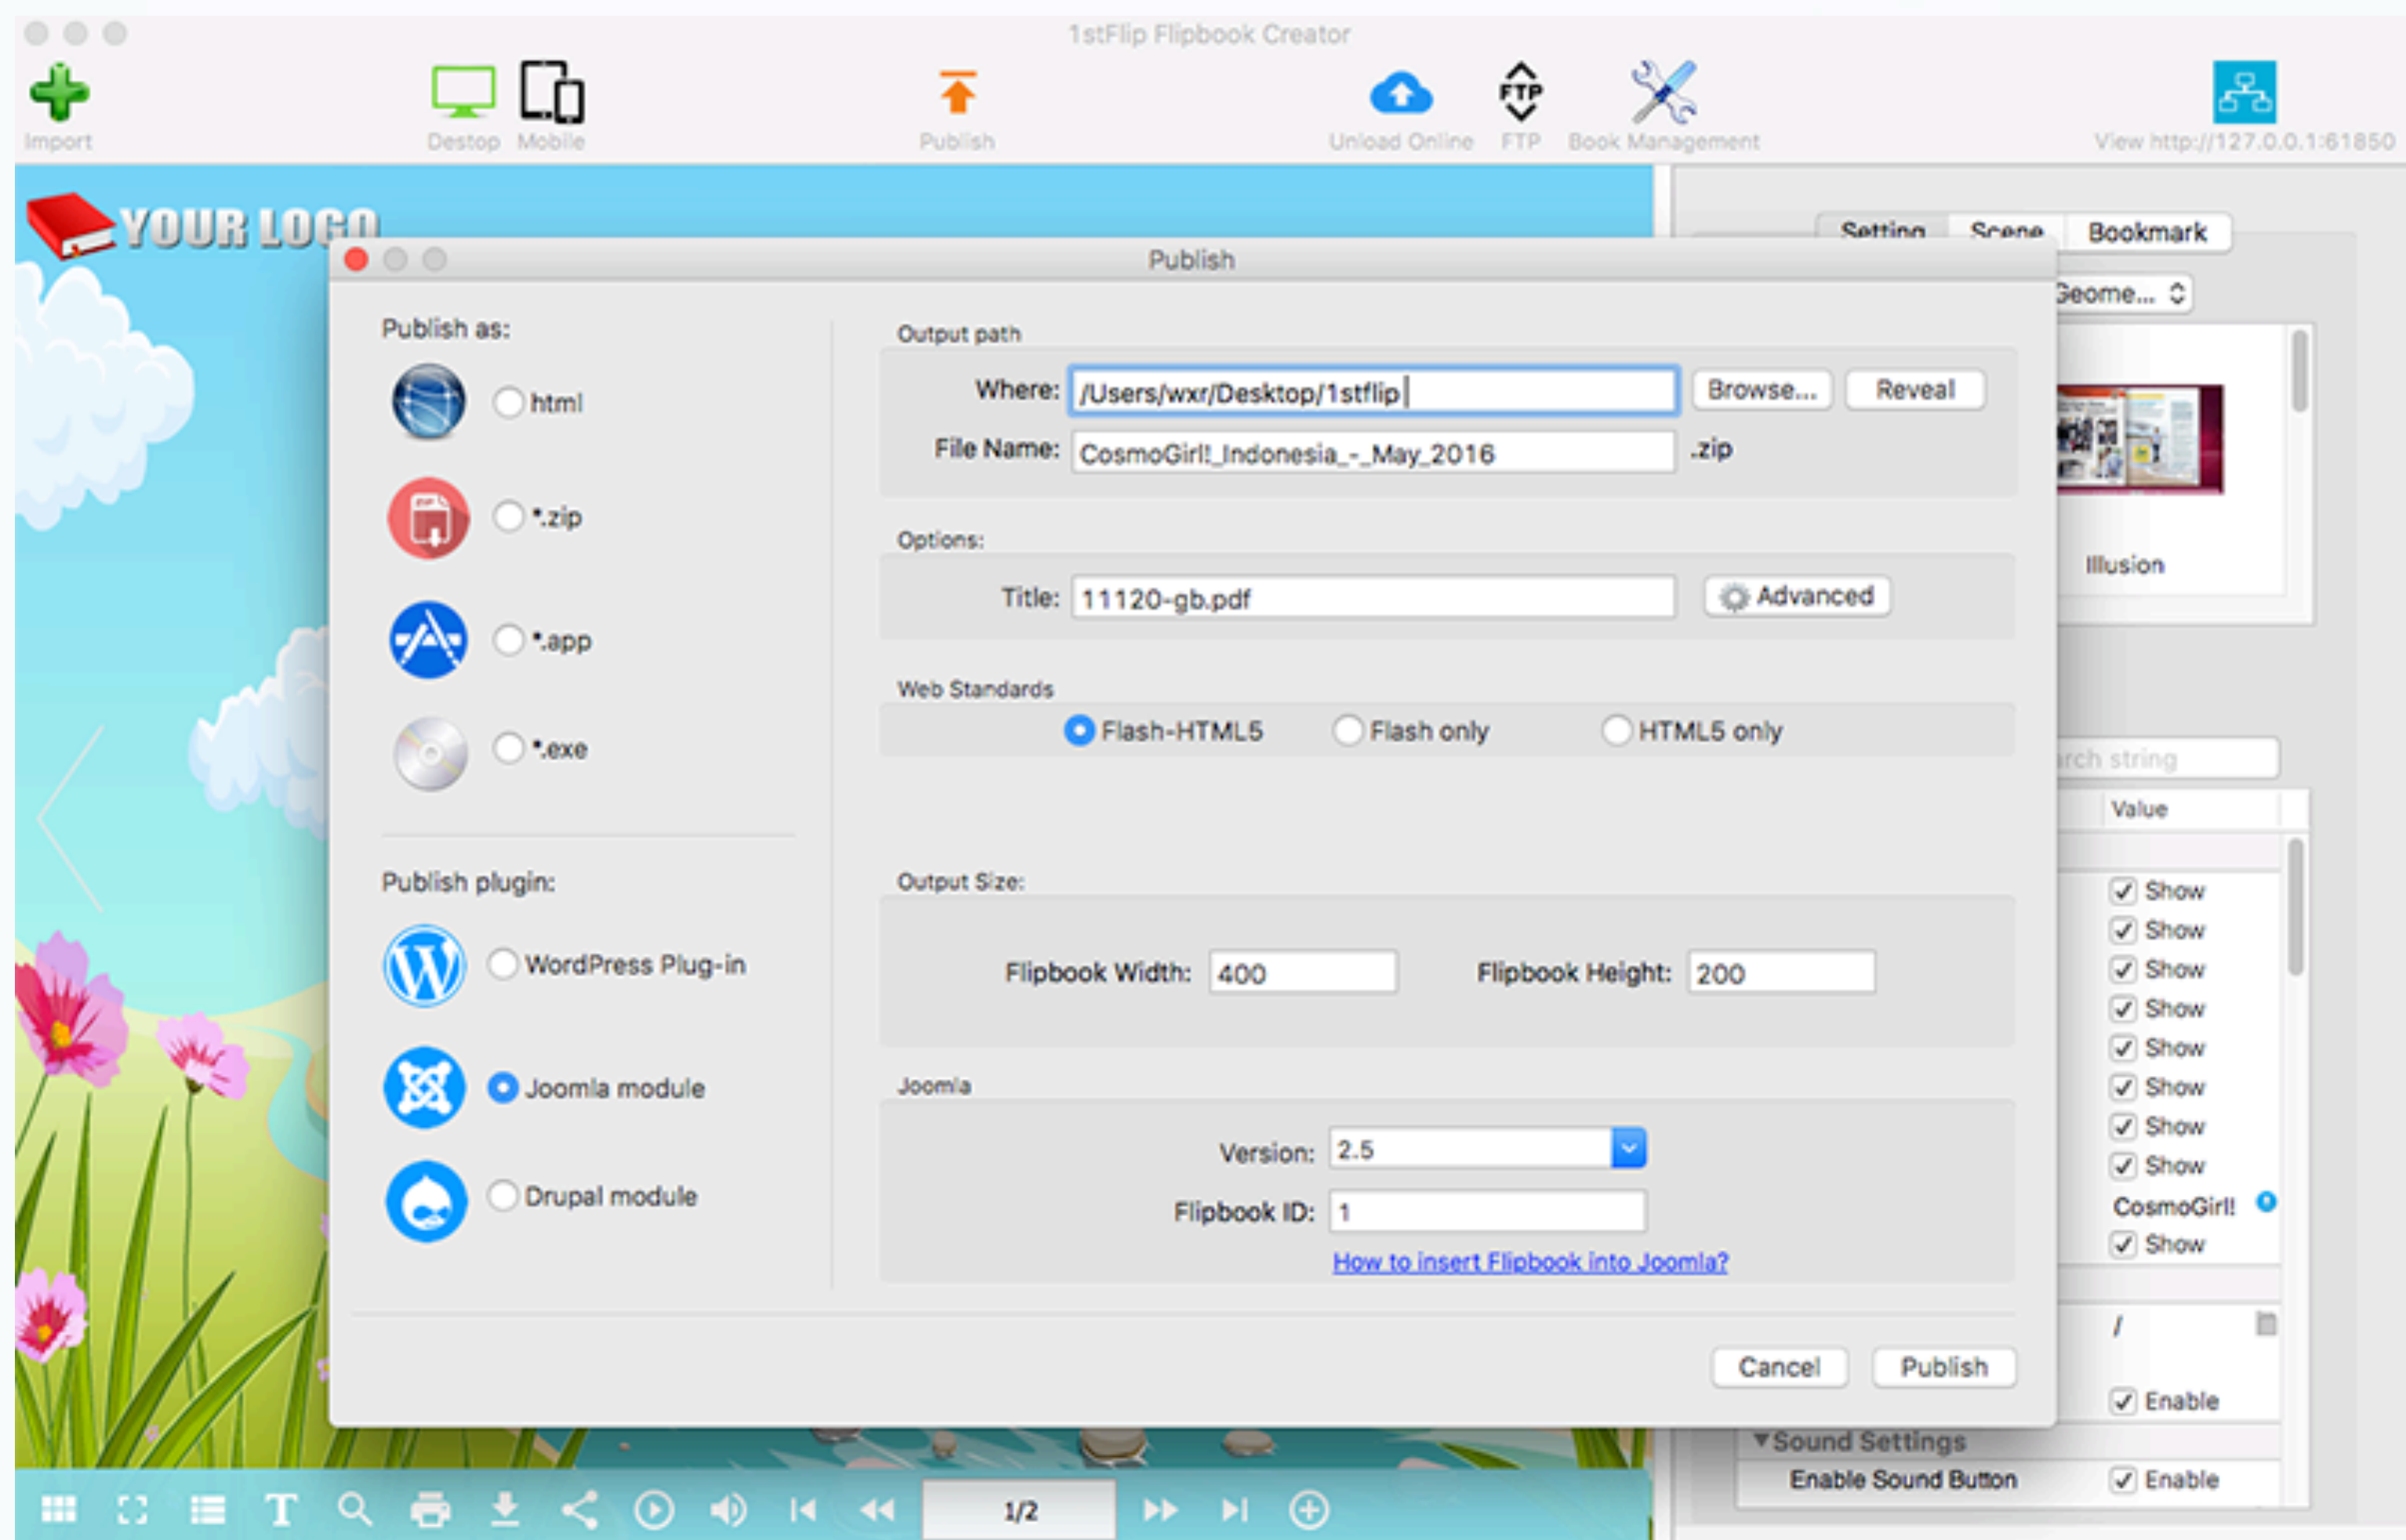 1stFlip Flipbook Creator
Import
Destop
Mobile
Publish
Unload Online
FTP
FTP
Book Management
View http://127.0.0.1:61850
YOUR LOGO
Setting
Scene
Bookmark
Geome...
Illusion
Publish
Publish as:
html
*.zip
*.app
*.exe
Publish plugin:
WordPress Plug-in
Joomla module
Drupal module
Output path
Where: /Users/wxr/Desktop/1stflip
Browse...
Reveal
File Name: CosmoGirl!_Indonesia_-_May_2016 .zip
Options:
Title: 11120-gb.pdf
Advanced
Web Standards
Flash-HTML5
Flash only
HTML5 only
Output Size:
Flipbook Width: 400
Flipbook Height: 200
Joomla
Version: 2.5
Flipbook ID: 1
How to insert Flipbook into Joomla?
Cancel
Publish
string
Value
Show
Show
Show
Show
Show
Show
Show
Show
CosmoGirl!
Show
/
Enable
Sound Settings
Enable Sound Button
Enable
T
1/2